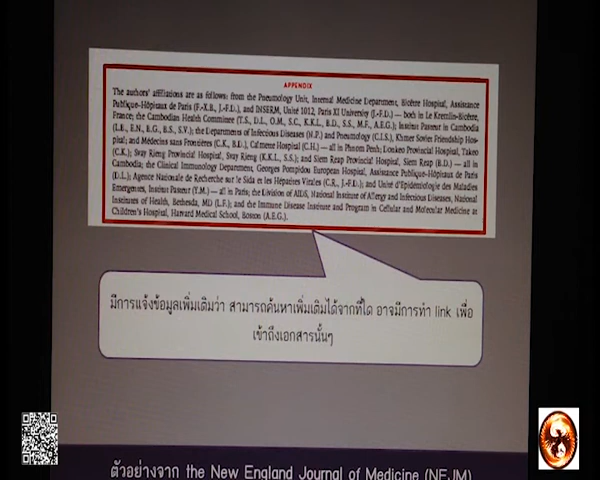 APPENDIX
The authors' affiliations are as follows: from the Pneumology Unit, Internal Medicine Department, Bicêtre Hospital, Assistance
Publique–Hôpitaux de Paris (F.-X.B., J.-F.D.), and INSERM, Unité 1012, Paris XI University (J.-F.D.) — both in Le Kremlin-Bicêtre,
France; the Cambodian Health Committee (T.S., D.L., O.M., S.C., K.K.L., B.D., S.S., M.F., A.E.G.); Institut Pasteur in Cambodia
(L.B., E.N., B.G., B.S., S.V.); the Departments of Infectious Diseases (N.P.) and Pneumology (C.I.S.), Khmer Soviet Friendship Hos-
pital; and Médecins sans Frontières (C.K., B.D.), Calmette Hospital (C.H.) — all in Phnom Penh; Donkeo Provincial Hospital, Takeo
(C.K.); Svay Rieng Provincial Hospital, Svay Rieng (K.K.L., S.S.); and Siem Reap Provincial Hospital, Siem Reap (B.D.) — all in
Cambodia; the Clinical Immunology Department, Georges Pompidou European Hospital, Assistance Publique–Hôpitaux de Paris
(D.L.); Agence Nationale de Recherche sur le Sida et les Hépatites Virales (C.R., J.-F.D.); and Unité d'Epidémiologie des Maladies
Emergentes, Institut Pasteur (Y.M.) — all in Paris; the Division of AIDS, National Institute of Allergy and Infectious Diseases, National
Institutes of Health, Bethesda, MD (L.F.); and the Immune Disease Institute and Program in Cellular and Molecular Medicine at
Children's Hospital, Harvard Medical School, Boston (A.E.G.).
มีการแจ้งข้อมูลเพิ่มเติมว่า สามารถค้นหาเพิ่มเติมได้จากที่ใด อาจมีการทำ link เพื่อ
เข้าถึงเอกสารนั้นๆ
ตัวอย่างจาก the New England Journal of Medicine (NEJM)